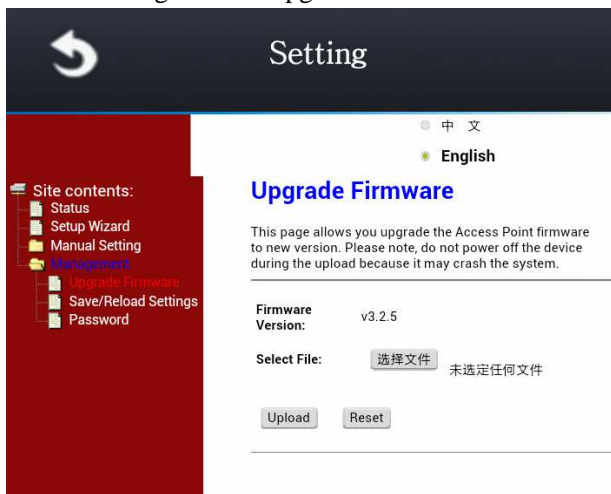 Setting
中 文
English
Site contents:
Status
Setup Wizard
Manual Setting
Management
Upgrade Firmware
Save/Reload Settings
Password
Upgrade Firmware
This page allows you upgrade the Access Point firmware
to new version. Please note, do not power off the device
during the upload because it may crash the system.
Firmware
Version:
v3.2.5
Select File:
选择文件
未选定任何文件
Upload
Reset